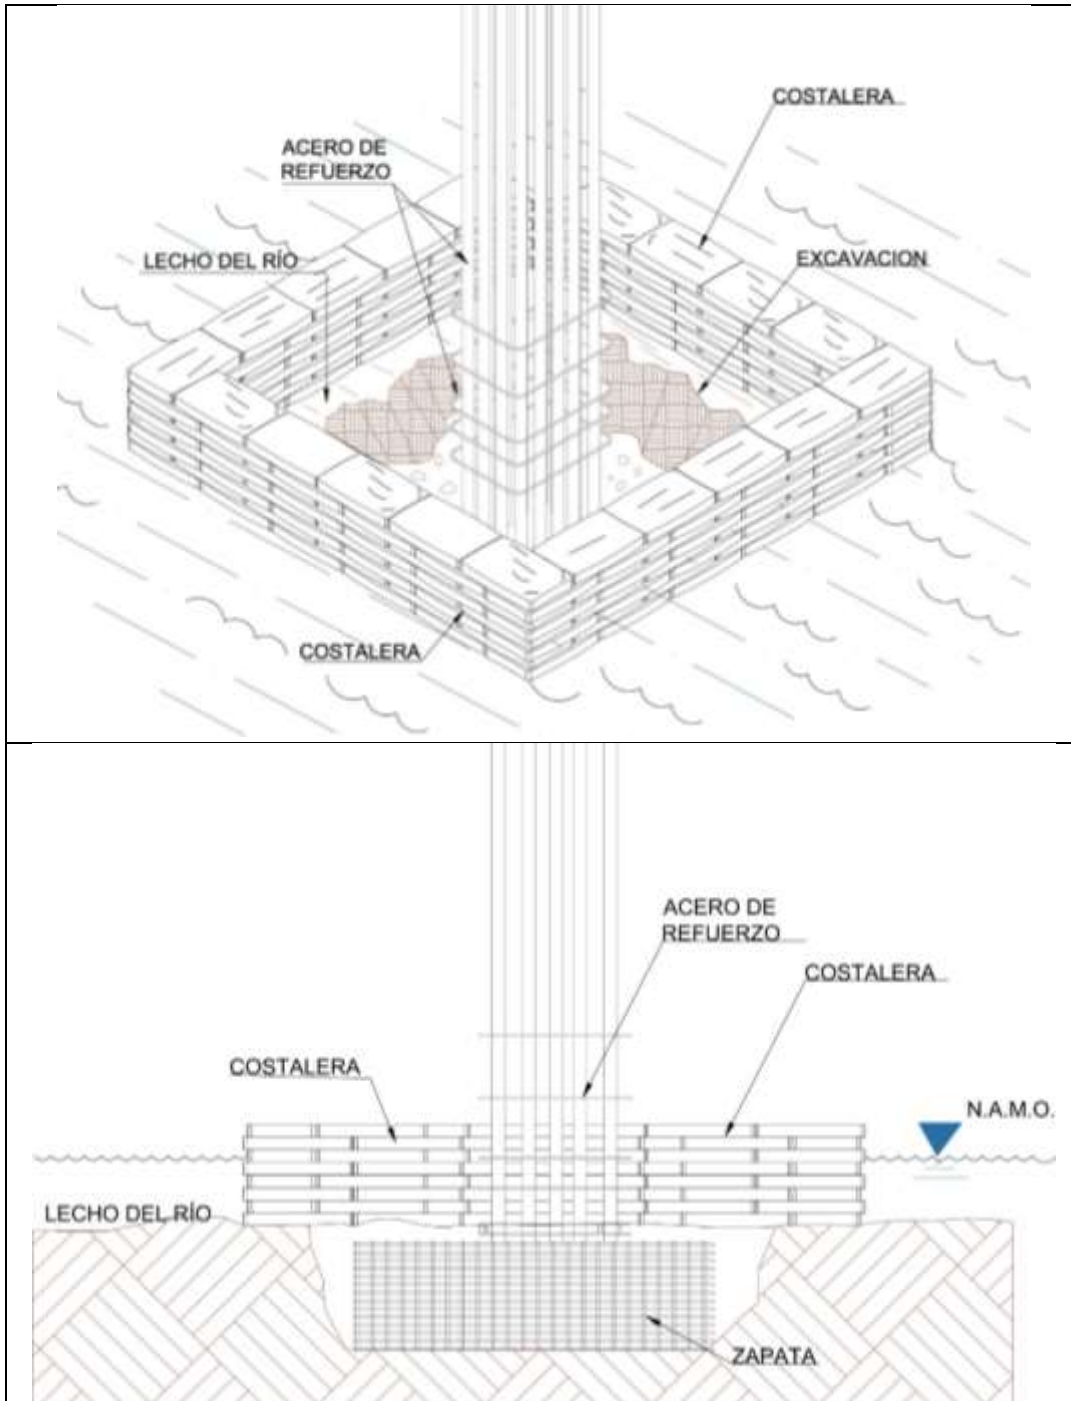 COSTALERA
ACERO DE
REFUERZO
LECHO DEL RÍO
EXCAVACION
COSTALERA
ACERO DE
REFUERZO
COSTALERA
COSTALERA
N.A.M.O.
LECHO DEL RÍO
ZAPATA